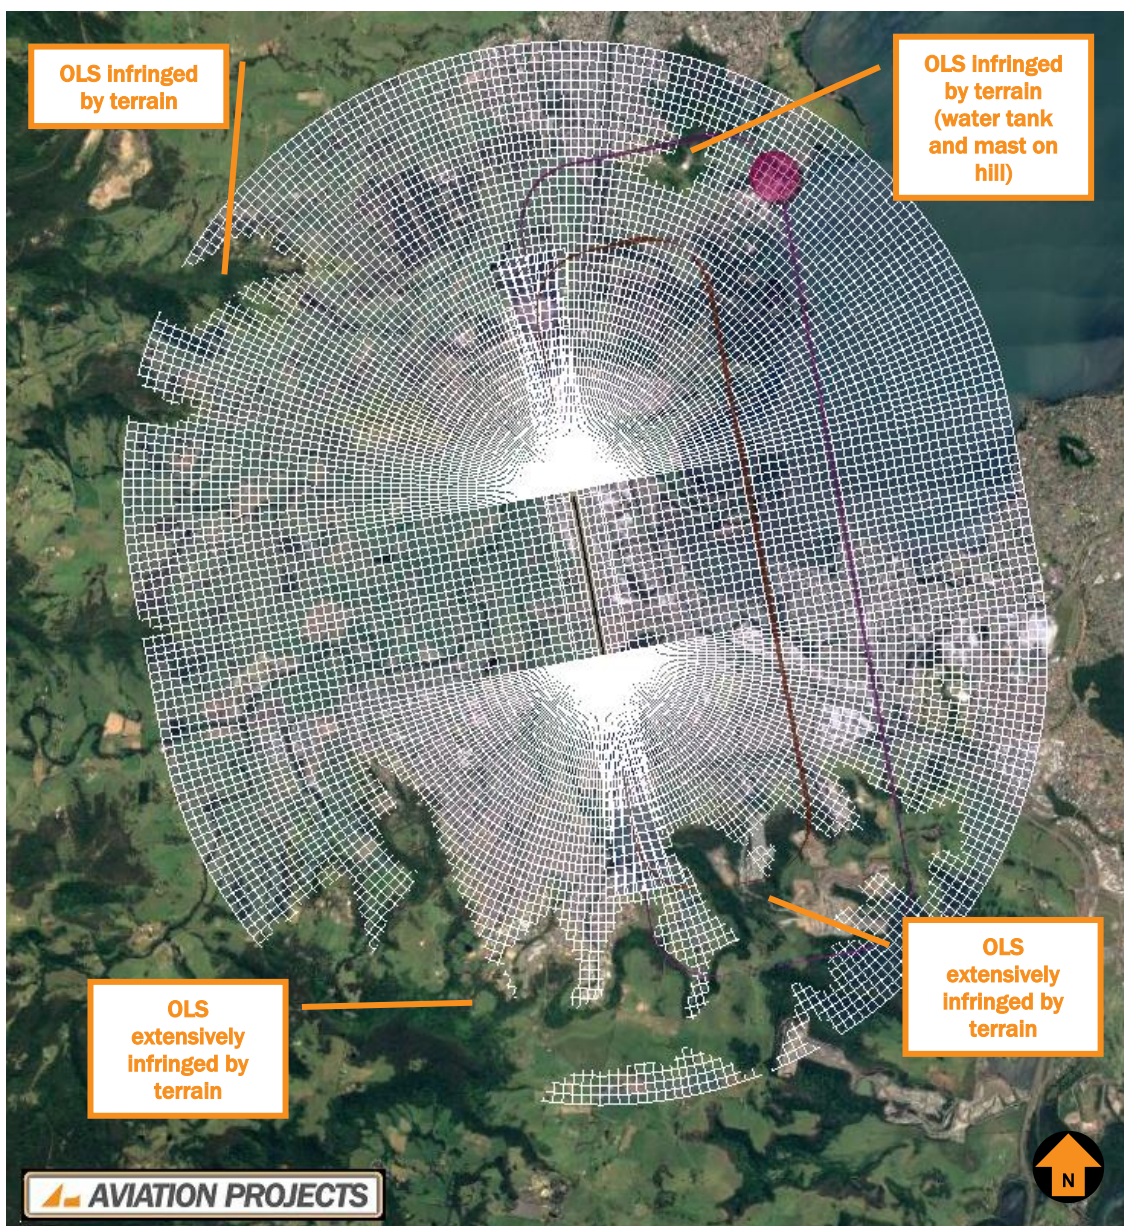 OLS infringed
by terrain
OLS infringed
by terrain
(water tank
and mast on
hill)
OLS
extensively
infringed by
terrain
OLS
extensively
infringed by
terrain
N
AVIATION PROJECTS